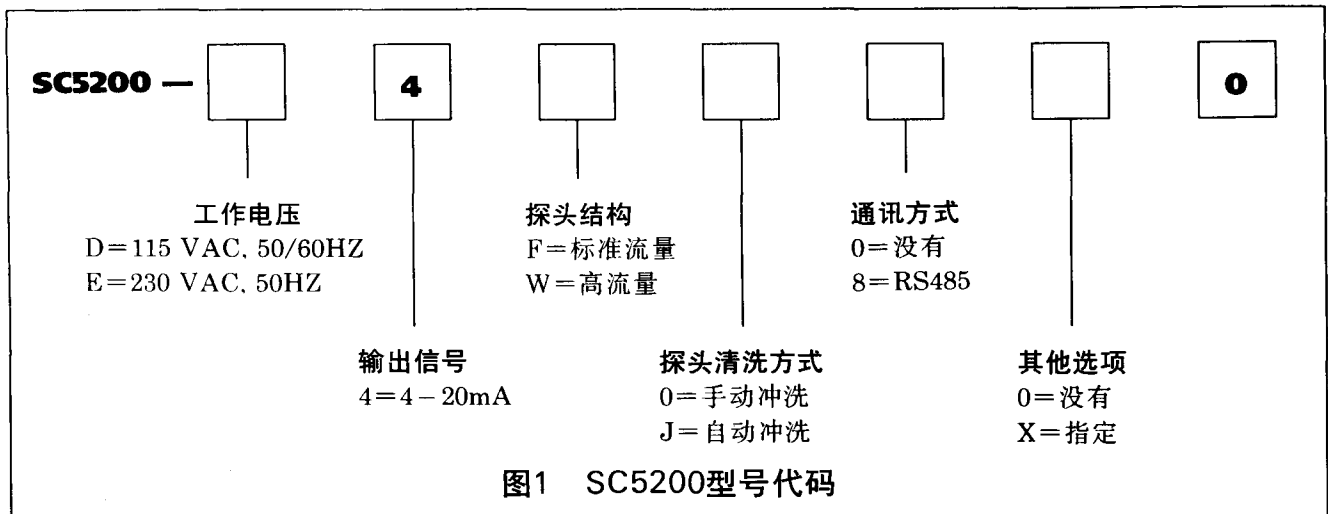 SC5200 — 4 0
工作电压
D=115 VAC, 50/60HZ
E=230 VAC, 50HZ
探头结构
F=标准流量
W=高流量
通讯方式
0=没有
8=RS485
输出信号
4=4-20mA
探头清洗方式
0=手动冲洗
J=自动冲洗
其他选项
0=没有
X=指定
图1 SC5200型号代码